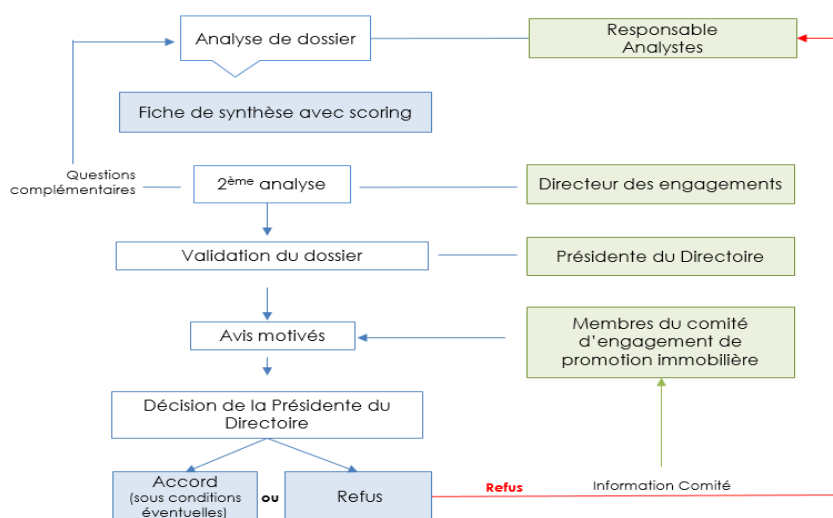 Analyse de dossier
Responsable
Analystes
Fiche de synthèse avec scoring
Questions
complémentaires
2ème analyse
Directeur des engagements
Validation du dossier
Présidente du Directoire
Avis motivés
Membres du comité
d’engagement de
promotion immobilière
Décision de la Présidente du
Directoire
Accord
(sous conditions
éventuelles)
ou
Refus
Refus
Information Comité